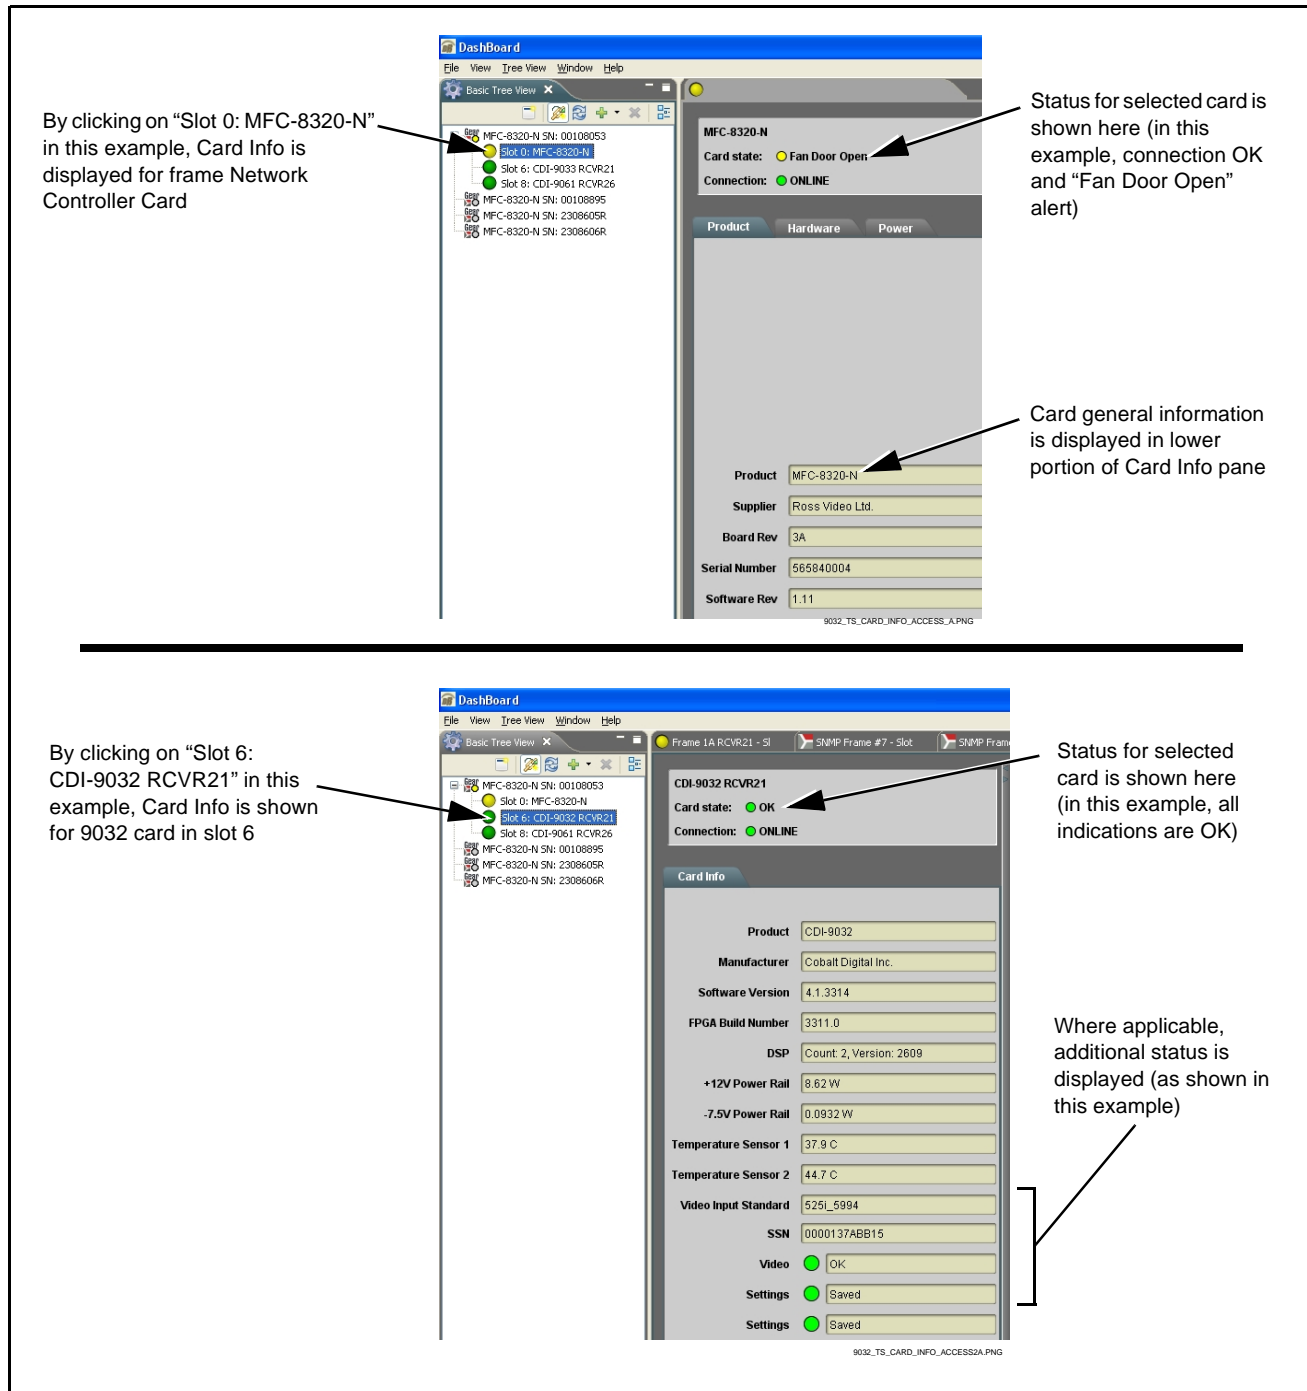 DashBoard
File View Tree View Window Help
Basic Tree View
MFC-8320-N SN: 00108053
Slot 0: MFC-8320-N
Slot 6: CDI-9033 RCVR21
Slot 8: CDI-9061 RCVR26
MFC-8320-N SN: 00108895
MFC-8320-N SN: 2308605R
MFC-8320-N SN: 2308606R
By clicking on “Slot 0: MFC-8320-N”
in this example, Card Info is
displayed for frame Network
Controller Card
MFC-8320-N
Card state: Fan Door Open
Connection: ONLINE
Product Hardware Power
Status for selected card is
shown here (in this
example, connection OK
and “Fan Door Open”
alert)
Card general information
is displayed in lower
portion of Card Info pane
Product MFC-8320-N
Supplier Ross Video Ltd.
Board Rev 3A
Serial Number 565840004
Software Rev 1.11
9032_TS_CARD_INFO_ACCESS_A.PNG
DashBoard
File View Tree View Window Help
Basic Tree View
Frame 1A RCVR21 - Sl SNMP Frame #7 - Slot SNMP Fram
MFC-8320-N SN: 00108053
Slot 0: MFC-8320-N
Slot 6: CDI-9032 RCVR21
Slot 8: CDI-9061 RCVR26
MFC-8320-N SN: 00108895
MFC-8320-N SN: 2308605R
MFC-8320-N SN: 2308606R
By clicking on “Slot 6:
CDI-9032 RCVR21” in this
example, Card Info is shown
for 9032 card in slot 6
CDI-9032 RCVR21
Card state: OK
Connection: ONLINE
Status for selected
card is shown here
(in this example, all
indications are OK)
Card Info
Product CDI-9032
Manufacturer Cobalt Digital Inc.
Software Version 4.1.3314
FPGA Build Number 3311.0
DSP Count: 2, Version: 2609
+12V Power Rail 8.62 W
-7.5V Power Rail 0.0932 W
Temperature Sensor 1 37.9 C
Temperature Sensor 2 44.7 C
Video Input Standard 525i_5994
SSN 0000137ABB15
Video OK
Settings Saved
Settings Saved
Where applicable,
additional status is
displayed (as shown in
this example)
9032_TS_CARD_INFO_ACCESS2A.PNG